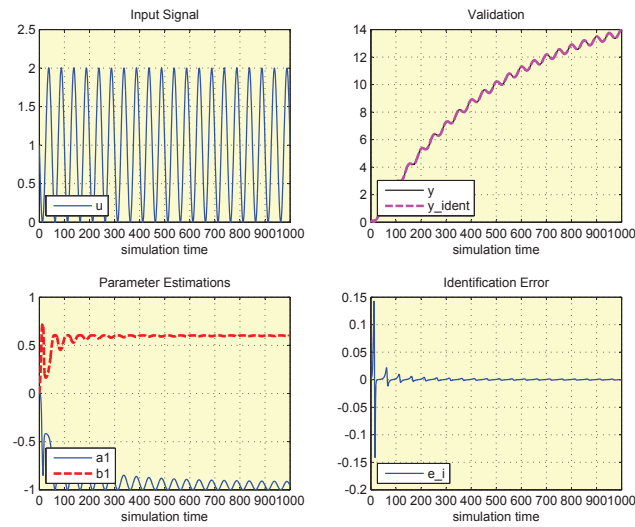 Input Signal
2.5
2
1.5
1
0.5
0
u
0 100 200 300 400 500 600 700 800 9001000
simulation time
Validation
14
12
10
8
6
4
2
0
y
y_ident
0 100 200 300 400 500 600 700 800 9001000
simulation time
Parameter Estimations
1
0.5
0
-0.5
-1
a1
b1
0 100 200 300 400 500 600 700 800 9001000
simulation time
Identification Error
0.15
0.1
0.05
0
-0.05
-0.1
-0.15
-0.2
e_i
0 100 200 300 400 500 600 700 800 9001000
simulation time